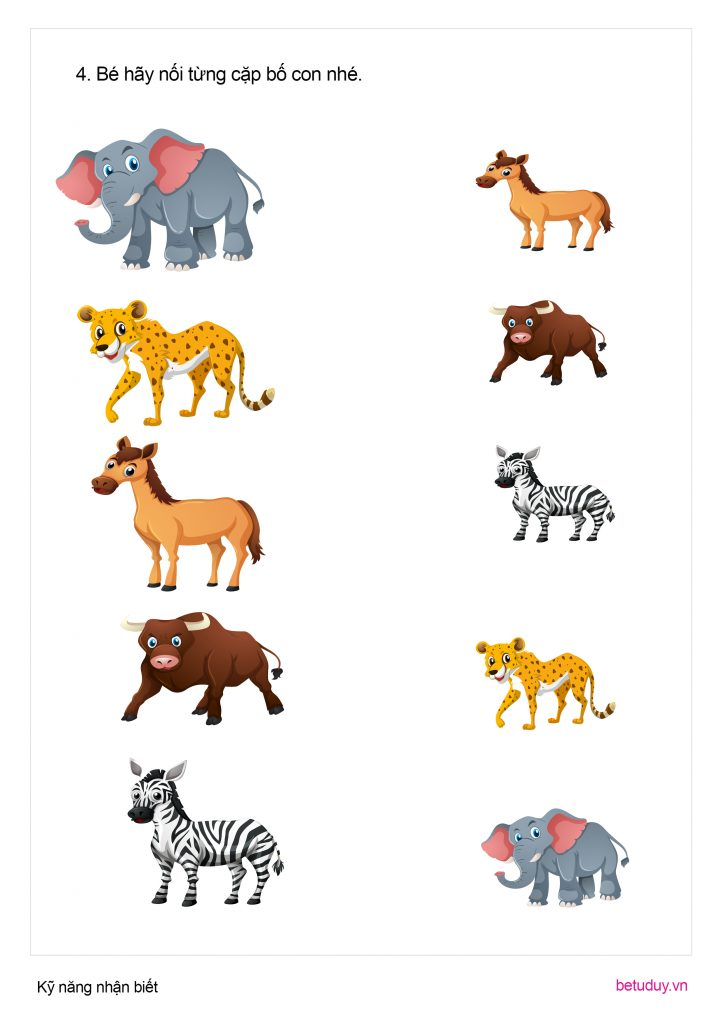 4. Bé hãy nối từng cặp bố con nhé.
Kỹ năng nhận biết
betuduy.vn